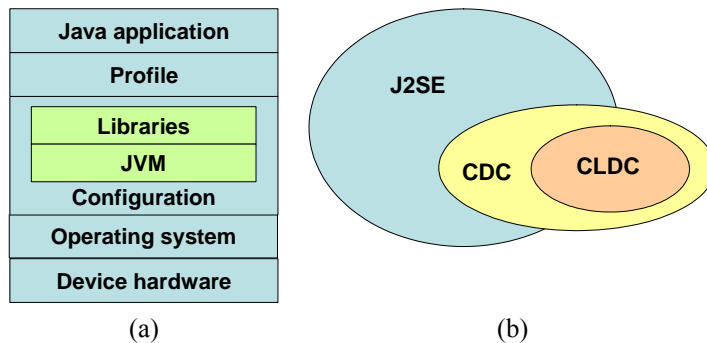 Java application
Profile
Libraries
JVM
Configuration
Operating system
Device hardware
(a)
J2SE
CDC
CLDC
(b)